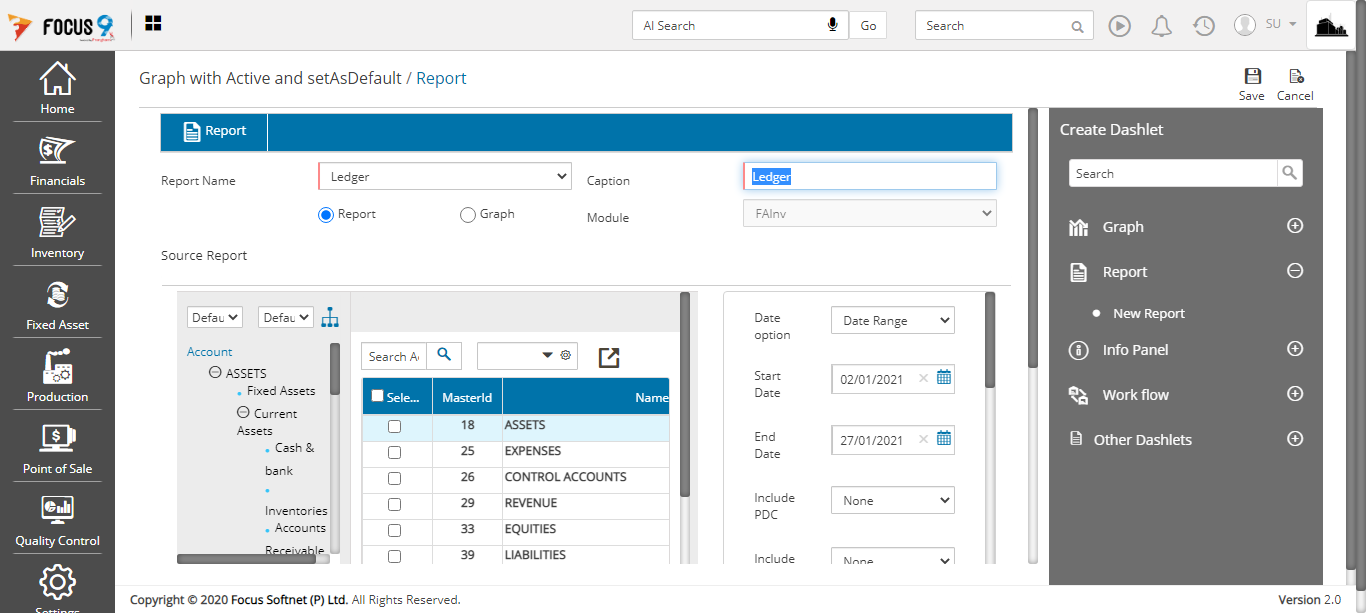 FOCUS 9
AI Search
Go
Search
SU
Graph with Active and setAsDefault / Report
Save
Cancel
Home
Financials
Inventory
Fixed Asset
Production
Point of Sale
Quality Control
Settings
Report
Report Name
Ledger
Caption
Ledger
Report
Graph
Module
FAInv
Source Report
Defau
Defau
Account
ASSETS
Fixed Assets
Current
Assets
Cash &
bank
Inventories
Accounts
Receivable
Search A
Sele...
MasterId
Name
18
ASSETS
25
EXPENSES
26
CONTROL ACCOUNTS
29
REVENUE
33
EQUITIES
39
LIABILITIES
Date
option
Date Range
Start
Date
02/01/2021
End
Date
27/01/2021
Include
PDC
None
Include
None
Create Dashlet
Search
Graph
Report
New Report
Info Panel
Work flow
Other Dashlets
Copyright © 2020 Focus Softnet (P) Ltd. All Rights Reserved.
Version 2.0